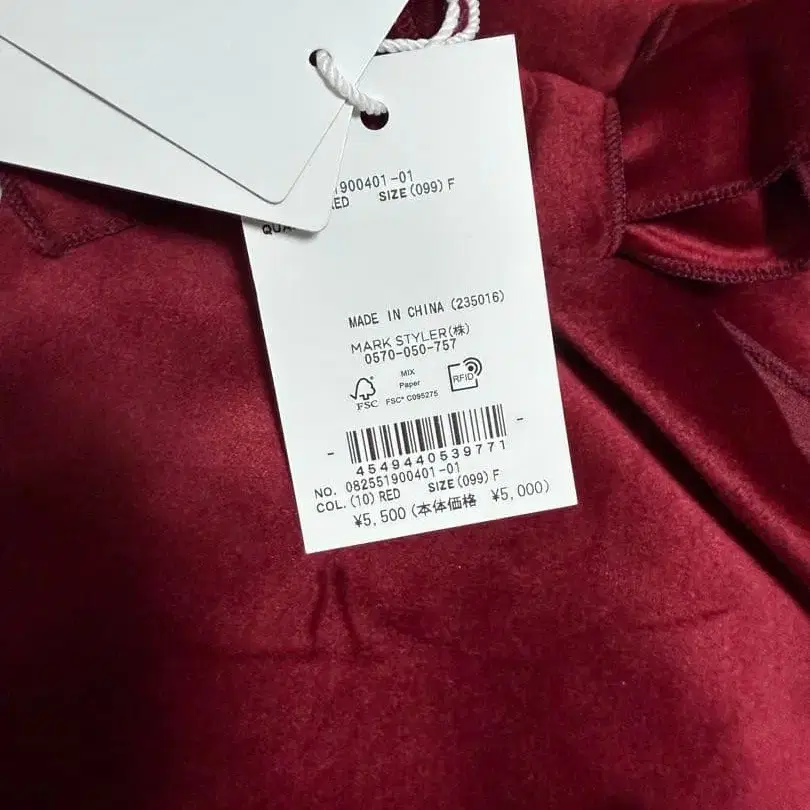 1900401-01
RED SIZE(099) F
QUA
MADE IN CHINA (235016)
MARK STYLER(株)
0570-050-757
FSC
MIX
Paper
FSC® C095275
RFID
4549440539771
NO. 082551900401-01
COL.(10) RED SIZE(099) F
¥5,500(本体価格 ¥5,000)